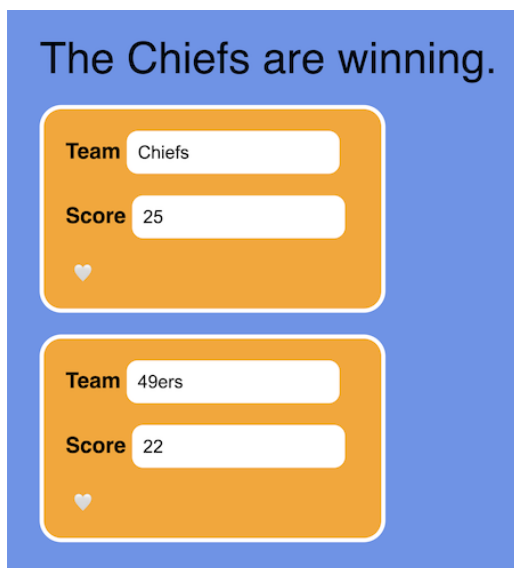 The Chiefs are winning.
Team Chiefs
Score 25
Team 49ers
Score 22